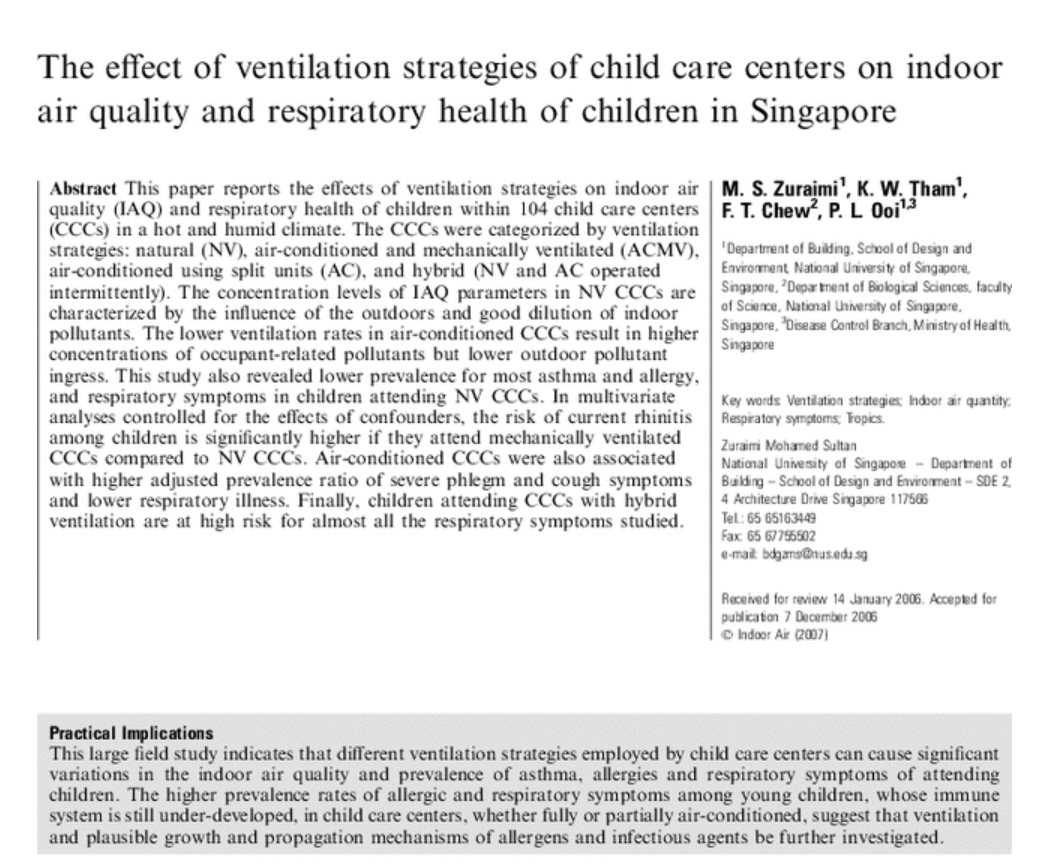 The effect of ventilation strategies of child care centers on indoor
air quality and respiratory health of children in Singapore
Abstract This paper reports the effects of ventilation strategies on indoor air
quality (IAQ) and respiratory health of children within 104 child care centers
(CCCs) in a hot and humid climate. The CCCs were categorized by ventilation
strategies: natural (NV), air-conditioned and mechanically ventilated (ACMV),
air-conditioned using split units (AC), and hybrid (NV and AC operated
intermittently). The concentration levels of IAQ parameters in NV CCCs are
characterized by the influence of the outdoors and good dilution of indoor
pollutants. The lower ventilation rates in air-conditioned CCCs result in higher
concentrations of occupant-related pollutants but lower outdoor pollutant
ingress. This study also revealed lower prevalence for most asthma and allergy,
and respiratory symptoms in children attending NV CCCs. In multivariate
analyses controlled for the effects of confounders, the risk of current rhinitis
among children is significantly higher if they attend mechanically ventilated
CCCs compared to NV CCCs. Air-conditioned CCCs were also associated
with higher adjusted prevalence ratio of severe phlegm and cough symptoms
and lower respiratory illness. Finally, children attending CCCs with hybrid
ventilation are at high risk for almost all the respiratory symptoms studied.
M. S. Zuraimi1, K. W. Tham1,
F. T. Chew2, P. L. Ooi1,3
1Department of Building, School of Design and
Environment, National University of Singapore,
Singapore, 2Department of Biological Sciences, faculty
of Science, National University of Singapore,
Singapore, 3Disease Control Branch, Ministry of Health,
Singapore
Key words: Ventilation strategies; Indoor air quantity;
Respiratory symptoms; Tropics.
Zuraimi Mohamed Sultan
National University of Singapore – Department of
Building – School of Design and Environment – SDE 2,
4 Architecture Drive Singapore 117566
Tel.: 65 65163449
Fax: 65 67755502
e-mail: bdgzms@nus.edu.sg
Received for review 14 January 2006. Accepted for
publication 7 December 2006
© Indoor Air (2007)
Practical Implications
This large field study indicates that different ventilation strategies employed by child care centers can cause significant
variations in the indoor air quality and prevalence of asthma, allergies and respiratory symptoms of attending
children. The higher prevalence rates of allergic and respiratory symptoms among young children, whose immune
system is still under-developed, in child care centers, whether fully or partially air-conditioned, suggest that ventilation
and plausible growth and propagation mechanisms of allergens and infectious agents be further investigated.